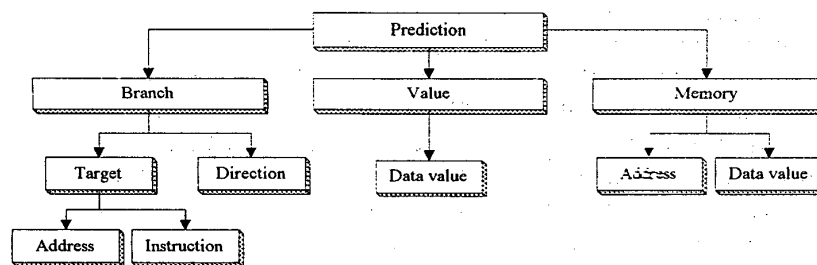 Prediction
Branch
Value
Memory
Target
Direction
Data value
Address
Data value
Address
Instruction